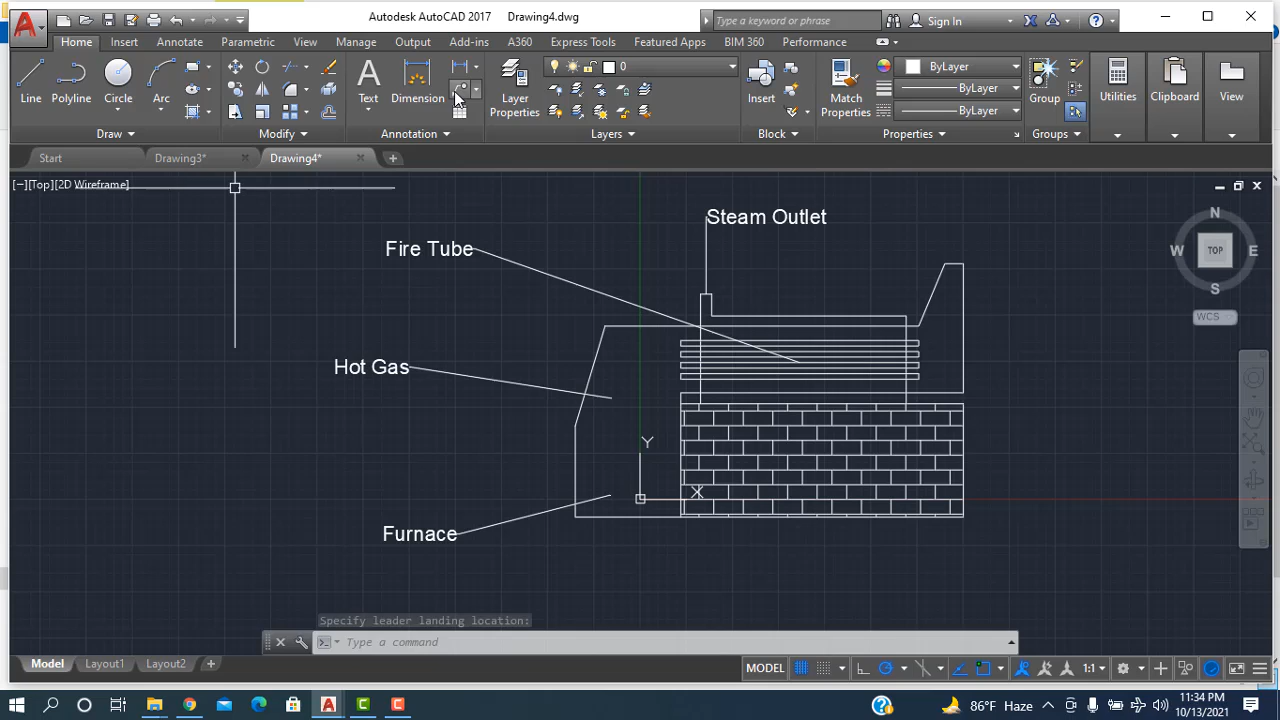 Autodesk AutoCAD 2017 Drawing4.dwg
Type a keyword or phrase
Sign In
Home Insert Annotate Parametric View Manage Output Add-ins A360 Express Tools Featured Apps BIM 360 Performance
Line Polyline Circle Arc
Text Dimension
Layer Properties
0
Insert
Match Properties
ByLayer
ByLayer
ByLayer
Group
Utilities
Clipboard
View
Draw Modify Annotation Layers Block Properties Groups
Start Drawing3* Drawing4*
[−][Top][2D Wireframe]
Steam Outlet
Fire Tube
Hot Gas
Furnace
Y
X
N
W TOP E
S
WCS
Specify leader landing location:
Type a command
Model Layout1 Layout2
MODEL
1:1
86°F Haze
11:34 PM
10/13/2021